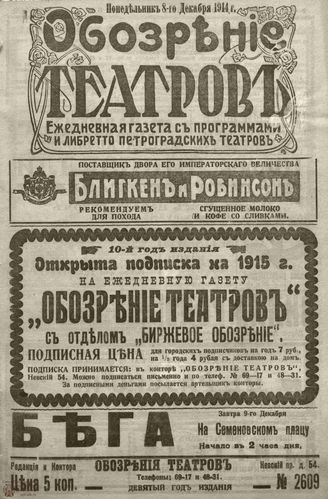 Понедѣльникъ 8-го Декабря 1914 г.
Обозрѣніе
ТЕАТРОВЪ
Ежедневная газета съ программами
и либретто петроградскихъ театровъ
ПОСТАВЩИКЪ ДВОРА ЕГО ИМПЕРАТОРСКАГО ВЕЛИЧЕСТВА
Блигкенъ и Робинсонъ
РЕКОМЕНДУЕМЪ СГУЩЕННОЕ МОЛОКО
ДЛЯ ПОХОДА И КОФЕ СО СЛИВКАМИ.
10-й годъ изданія
Открыта подписка на 1915 г.
НА ЕЖЕДНЕВНУЮ ГАЗЕТУ
„ОБОЗРѢНІЕ ТЕАТРОВЪ"
СЪ ОТДѢЛОМЪ „БИРЖЕВОЕ ОБОЗРѢНІЕ"
ПОДПИСНАЯ ЦѢНА для городскихъ подписчиковъ на годъ 7 руб.,
на 1/2 года 4 рубля съ доставкою на домъ.
ПОДПИСКА ПРИНИМАЕТСЯ: въ конторѣ „ОБОЗРѢНІЕ ТЕАТРОВЪ",
Невскій 54. Можно подписаться письменно и по телеф. № 69—17 и 48—31.
За подписными деньгами посылается артельщикъ конторы.
БѢГА
Завтра 9-го Декабря
На Семеновскомъ плацу
Начало въ 2 часа дня,
Редакція и Контора ОБОЗРѢНІЯ ТЕАТРОВЪ Невскій пр. д. 54.
Телефоны: 69-17 и 48-31.
Цѣна 5 коп. ДЕВЯТЫЙ ГОДЪ ИЗДАНІЯ № 2609